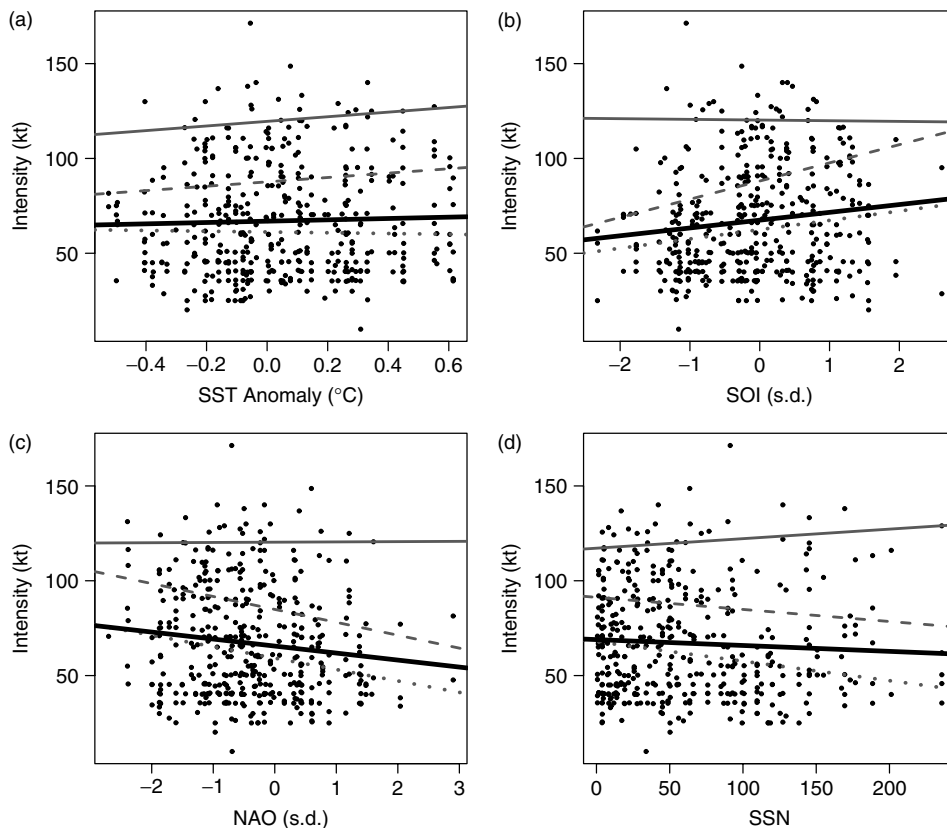 (a)
Intensity (kt)
150
100
50
−0.4 −0.2 0.0 0.2 0.4 0.6
SST Anomaly (°C)
(b)
Intensity (kt)
150
100
50
−2 −1 0 1 2
SOI (s.d.)
(c)
Intensity (kt)
150
100
50
−2 −1 0 1 2 3
NAO (s.d.)
(d)
Intensity (kt)
150
100
50
0 50 100 150 200
SSN